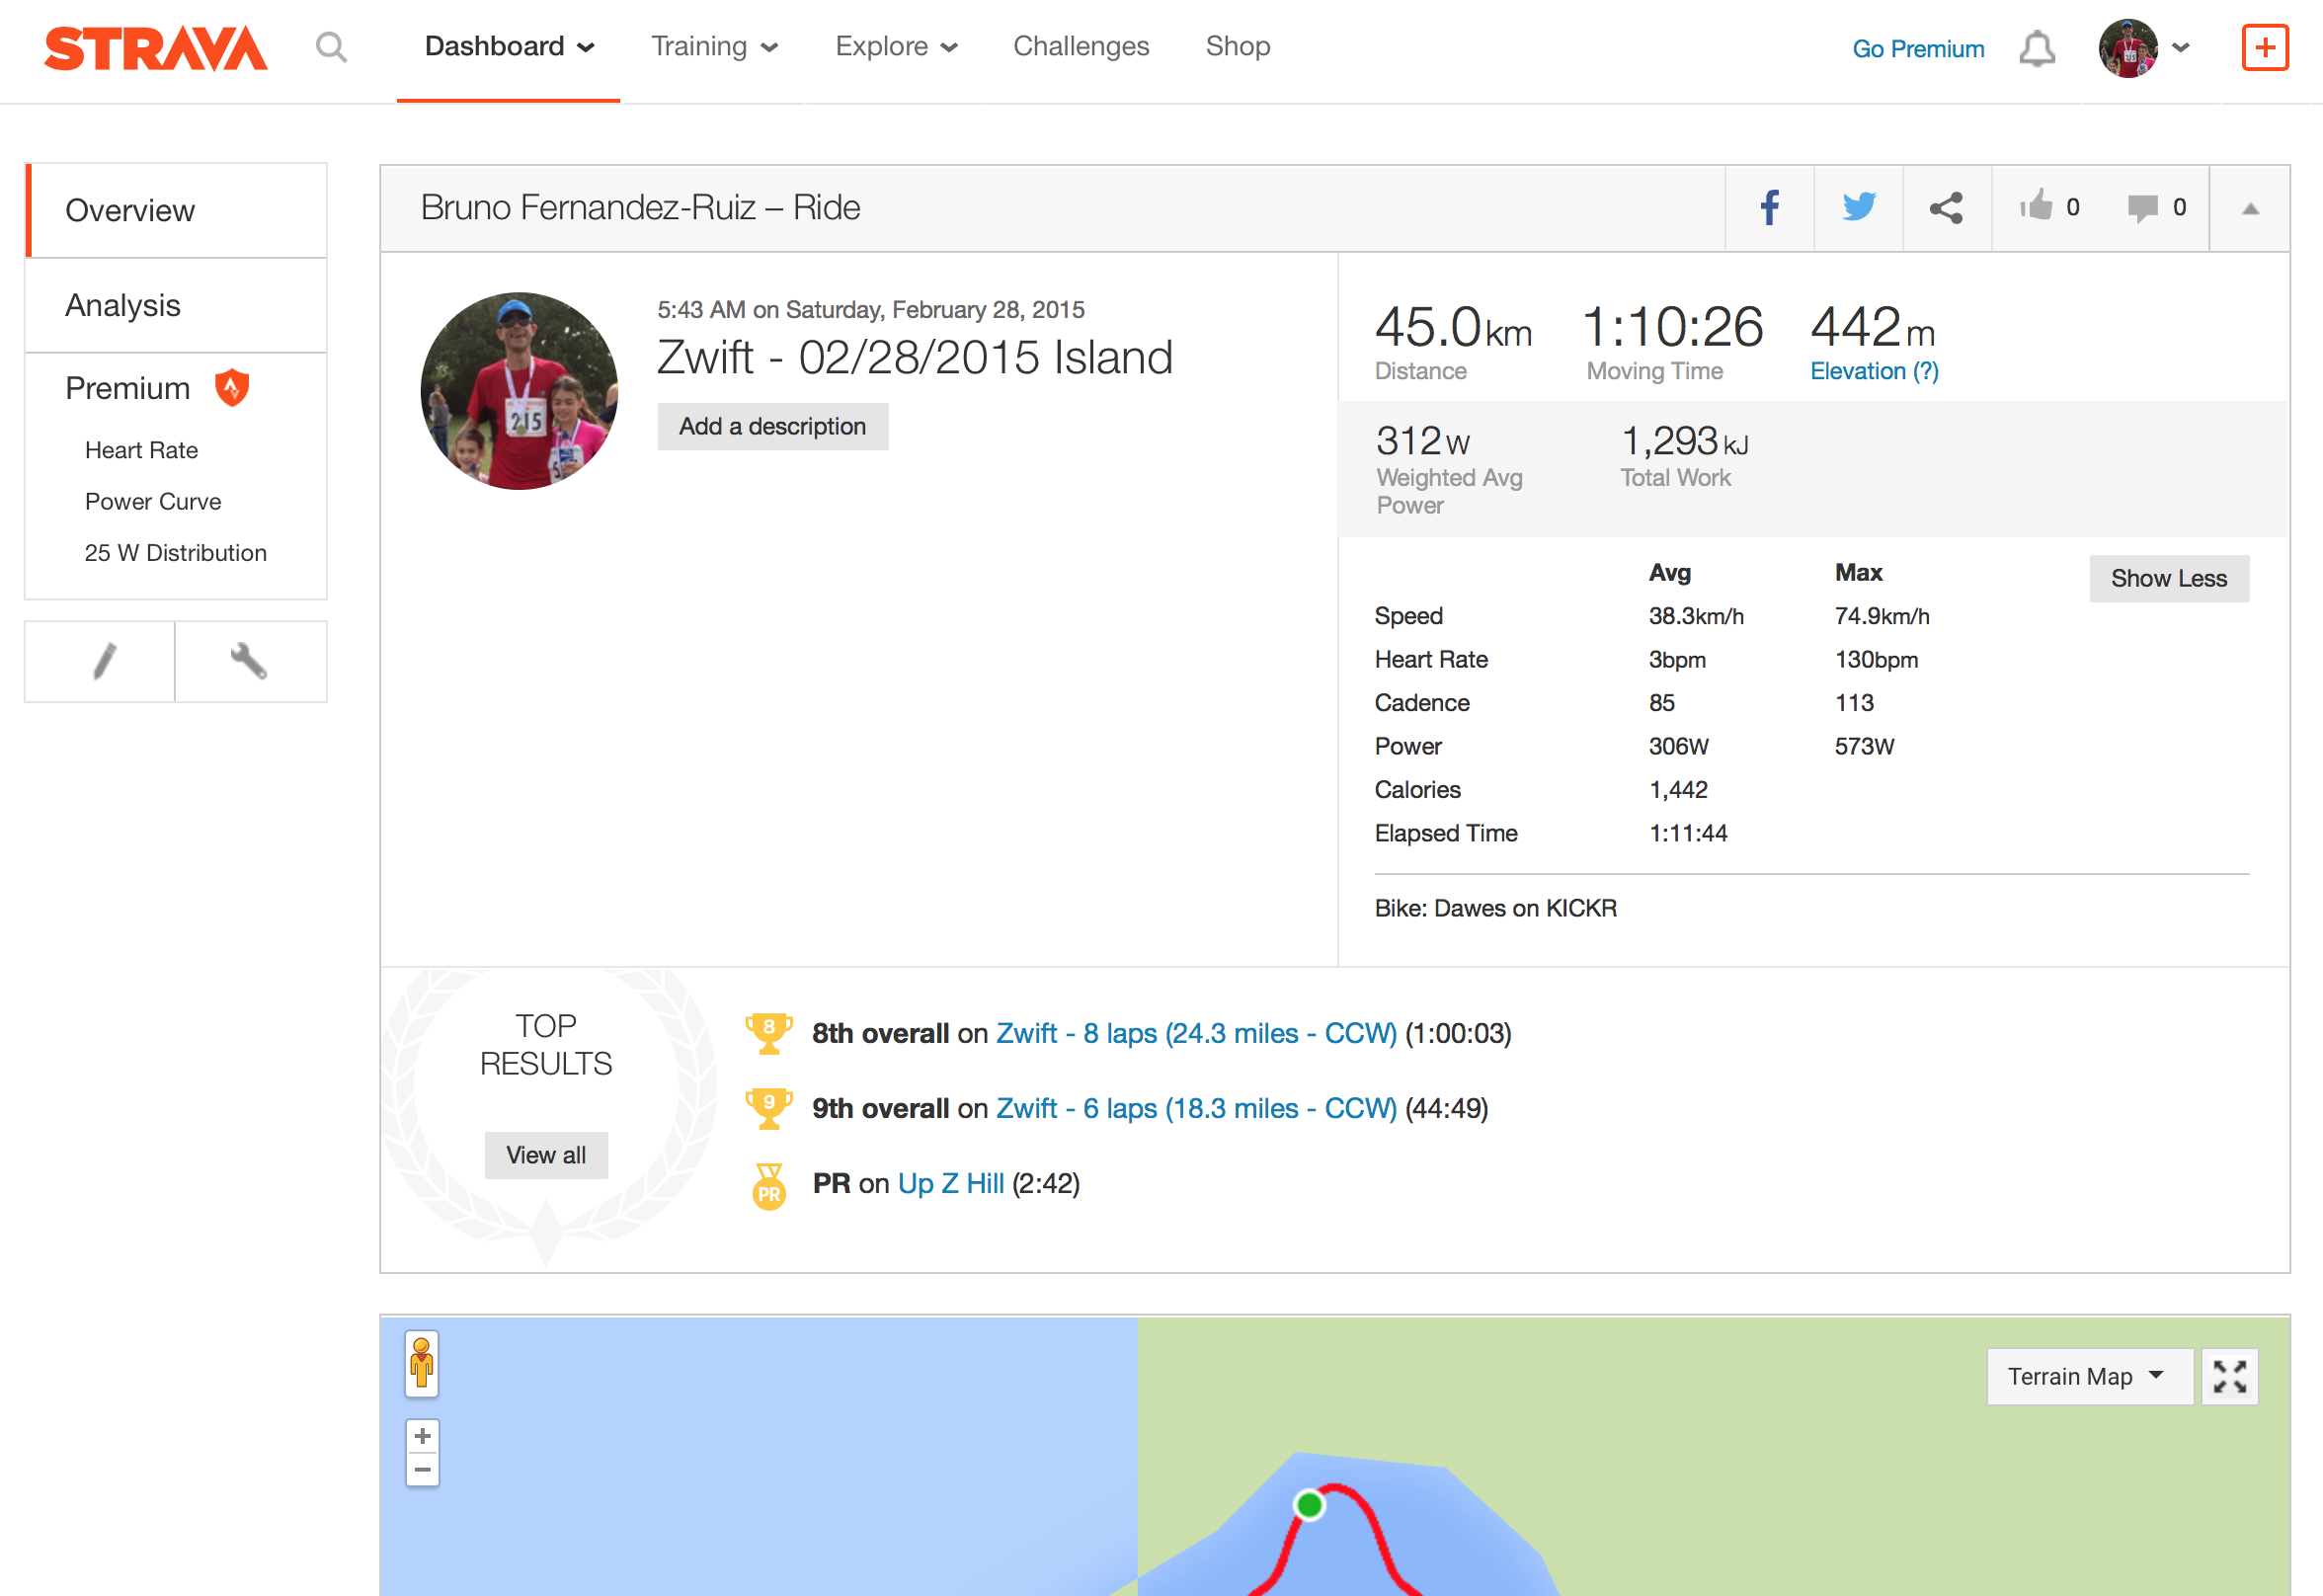 STRAVA
Dashboard
Training
Explore
Challenges
Shop
Go Premium
Overview
Analysis
Premium
Heart Rate
Power Curve
25 W Distribution
Bruno Fernandez-Ruiz – Ride
0
0
215
5:43 AM on Saturday, February 28, 2015
Zwift - 02/28/2015 Island
Add a description
45.0km 1:10:26 442m
Distance Moving Time Elevation (?)
312W 1,293kJ
Weighted Avg Total Work
Power
Avg Max
Show Less
Speed 38.3km/h 74.9km/h
Heart Rate 3bpm 130bpm
Cadence 85 113
Power 306W 573W
Calories 1,442
Elapsed Time 1:11:44
Bike: Dawes on KICKR
TOP
RESULTS
View all
8 8th overall on Zwift - 8 laps (24.3 miles - CCW) (1:00:03)
9 9th overall on Zwift - 6 laps (18.3 miles - CCW) (44:49)
PR PR on Up Z Hill (2:42)
+
−
Terrain Map